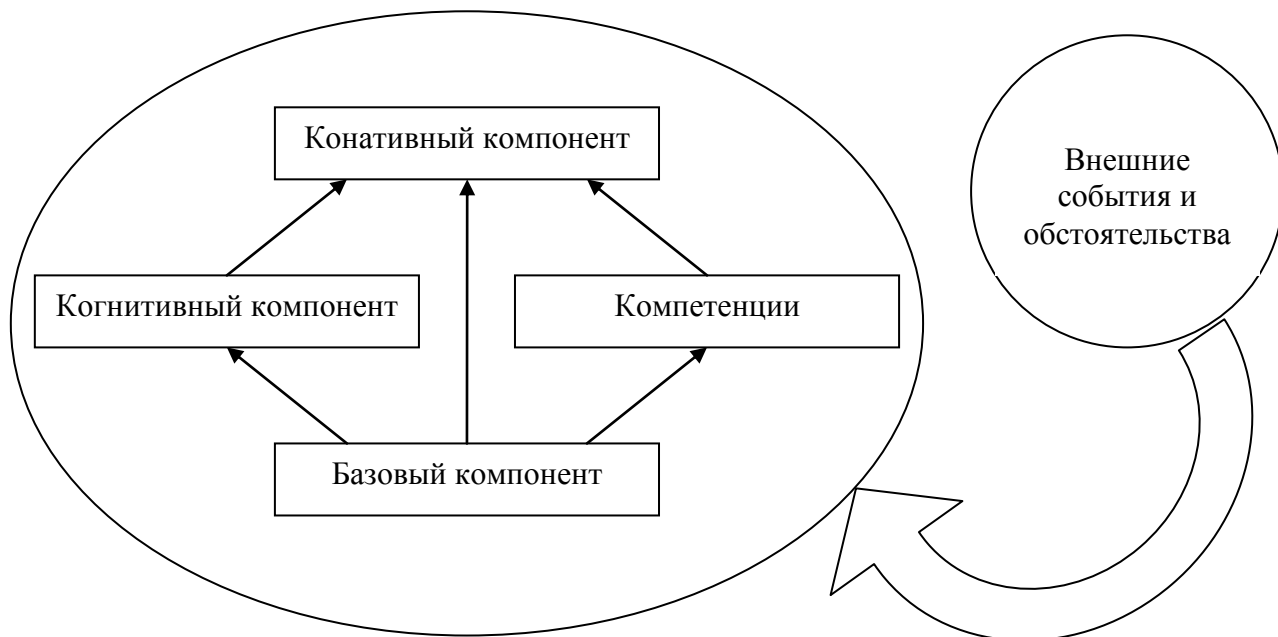 Конативный компонент
Внешние
события и
обстоятельства
Когнитивный компонент
Компетенции
Базовый компонент